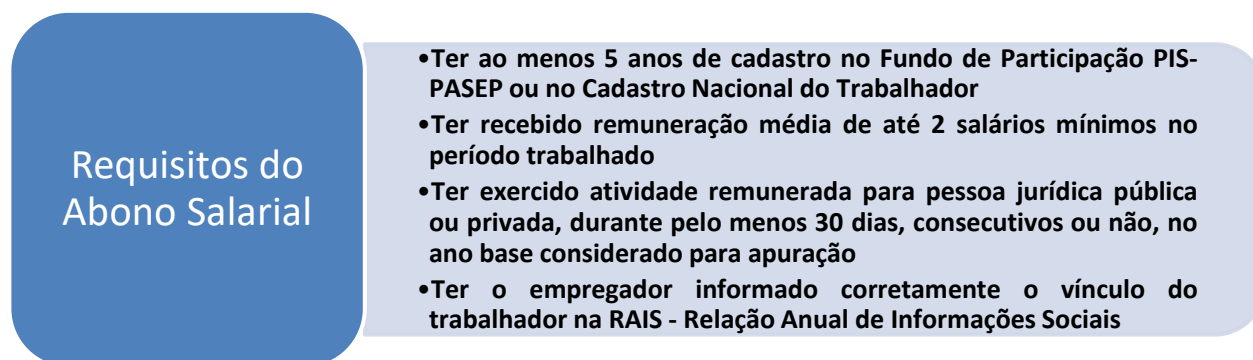 Requisitos do
Abono Salarial
•Ter ao menos 5 anos de cadastro no Fundo de Participação PIS-
PASEP ou no Cadastro Nacional do Trabalhador
•Ter recebido remuneração média de até 2 salários mínimos no
período trabalhado
•Ter exercido atividade remunerada para pessoa jurídica pública
ou privada, durante pelo menos 30 dias, consecutivos ou não, no
ano base considerado para apuração
•Ter o empregador informado corretamente o vínculo do
trabalhador na RAIS - Relação Anual de Informações Sociais